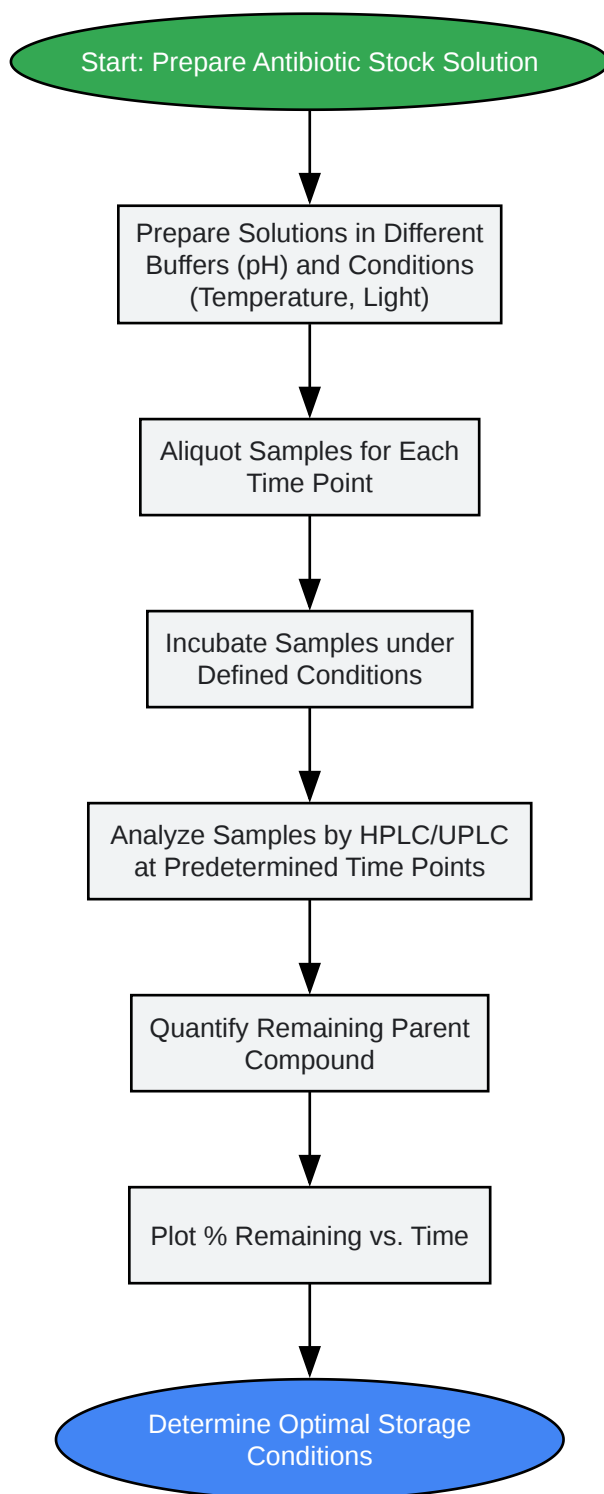 Start: Prepare Antibiotic Stock Solution
Prepare Solutions in Different
Buffers (pH) and Conditions
(Temperature, Light)
Aliquot Samples for Each
Time Point
Incubate Samples under
Defined Conditions
Analyze Samples by HPLC/UPLC
at Predetermined Time Points
Quantify Remaining Parent
Compound
Plot % Remaining vs. Time
Determine Optimal Storage
Conditions